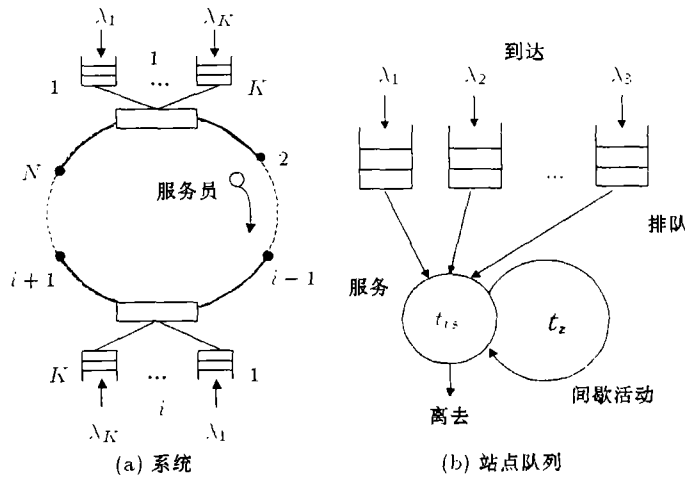 λ1 λK
1
1 ... K
N 2
服务员
i + 1 i − 1
K ... 1
i
λK λ1
(a) 系统
到达
λ1 λ2 λ3
...
排队
服务
t1s tz
间歇活动
离去
(b) 站点队列